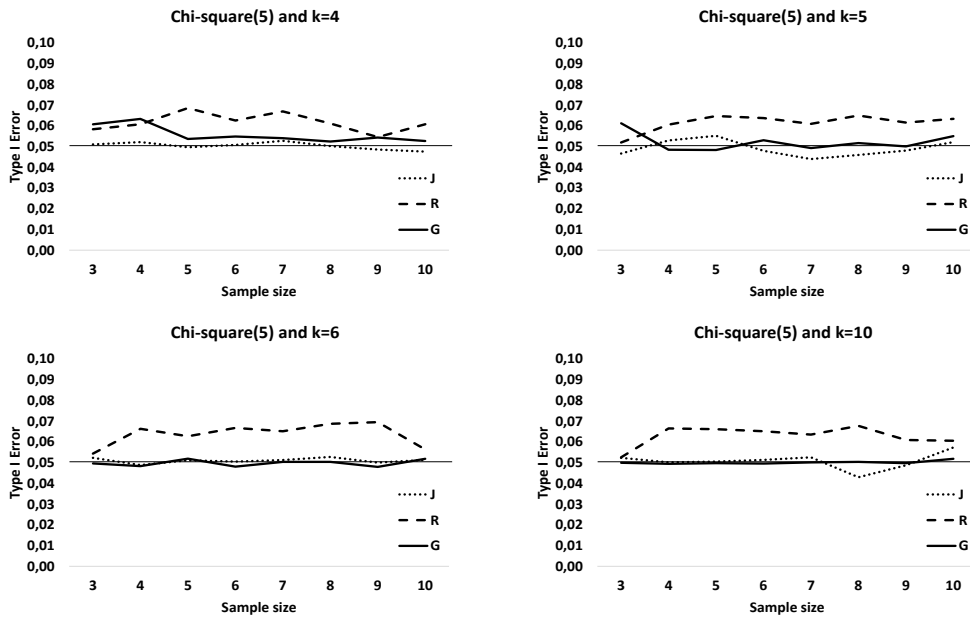 Chi-square(5) and k=4
0,10
0,09
0,08
0,07
0,06
0,05
0,04
0,03
0,02
0,01
0,00
Type I Error
J
R
G
3 4 5 6 7 8 9 10
Sample size
Chi-square(5) and k=5
0,10
0,09
0,08
0,07
0,06
0,05
0,04
0,03
0,02
0,01
0,00
Type I Error
J
R
G
3 4 5 6 7 8 9 10
Sample size
Chi-square(5) and k=6
0,10
0,09
0,08
0,07
0,06
0,05
0,04
0,03
0,02
0,01
0,00
Type I Error
J
R
G
3 4 5 6 7 8 9 10
Sample size
Chi-square(5) and k=10
0,10
0,09
0,08
0,07
0,06
0,05
0,04
0,03
0,02
0,01
0,00
Type I Error
J
R
G
3 4 5 6 7 8 9 10
Sample size